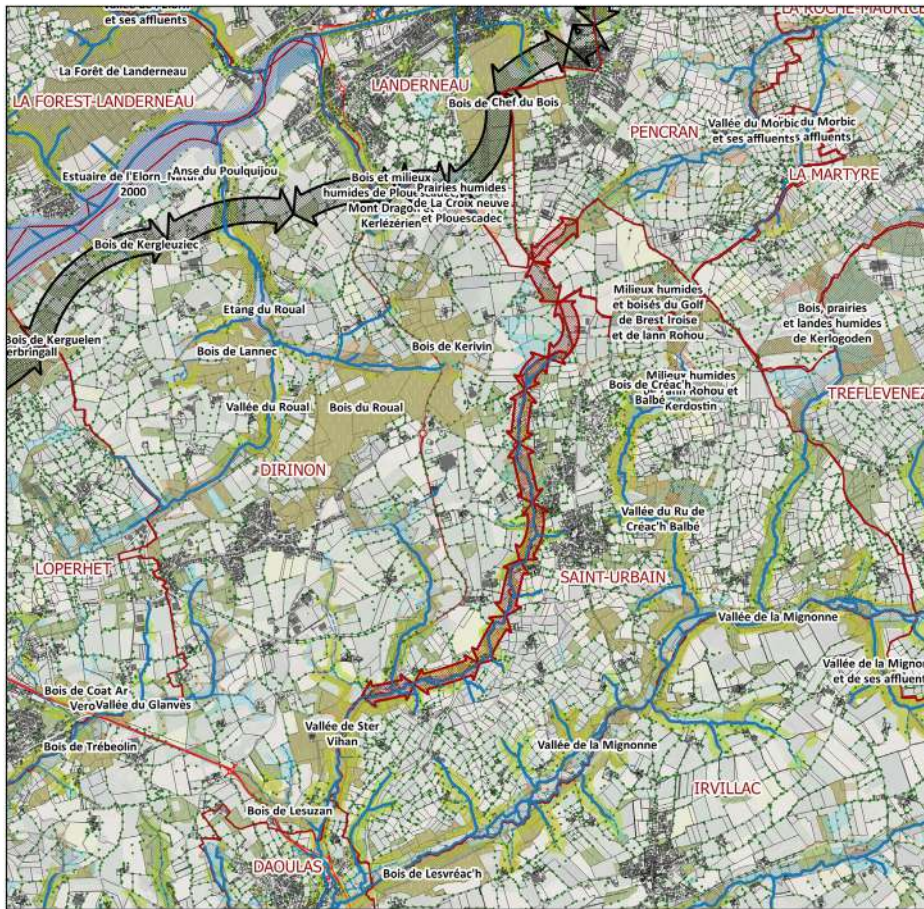 et ses affluents
LA ROCHE-MAURICE
La Forêt de Landerneau
LA FOREST-LANDERNEAU
LANDERNEAU
Bois de Chef du Bois
PENCRAN
Vallée du Morbic
et ses affluents
du Morbic
affluents
LA MARTYRE
Estuaire de l'Elorn_Natura
2000
Anse du Poulquijou
Bois et milieux
humides de
Mont Dragon et
Kerlézérien
Prairies humides
de La Croix neuve
et Plouescadec
Bois de Kergleuziec
Etang du Roual
Milieux humides
et boisés du Golf
de Brest Iroise
et de Iann Rohou
Bois, prairies
et landes humides
de Kerlogoden
Bois de Kerguelen
Bois de Lannec
Bois de Kerivin
Milieux humides
Rohou et
Kerdostin
Bois de Créac'h
Balbé
TREFLEVENEZ
Vallée du Roual
Bois du Roual
DIRINON
Vallée du Ru de
Créac'h Balbé
LOPERHET
SAINT-URBAIN
Vallée de la Mignonne
Vallée de la
et de ses affluent
Bois de Coat Ar
Vallée du Glanvès
Bois de Trébeolin
Vallée de Ster
Vihan
Vallée de la Mignonne
IRVILLAC
Bois de Lesuzan
DAOULAS
Bois de Lesvréac'h